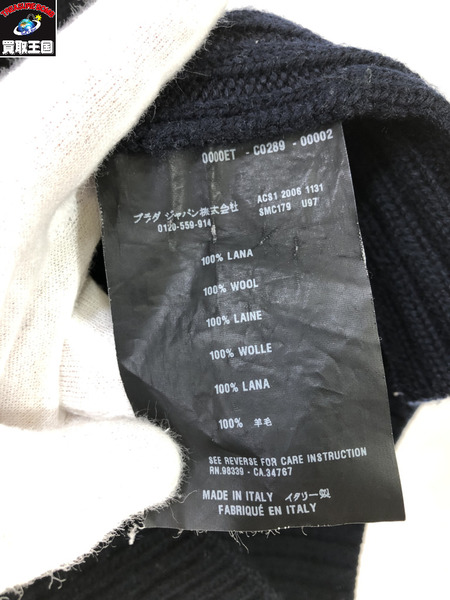 買取王国
0000ET - C0289 - 00002
プラダ ジャパン株式会社
0120-559-914
ACS1 2006 1131
SMC179 U97
100% LANA
100% WOOL
100% LAINE
100% WOLLE
100% LANA
100% 羊毛
SEE REVERSE FOR CARE INSTRUCTION
RN.98339 - CA.34767
MADE IN ITALY イタリー製
FABRIQUÉ EN ITALY